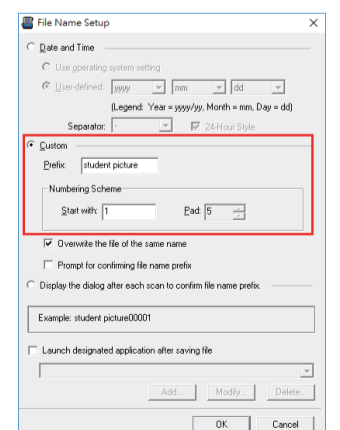 File Name Setup
Date and Time
Use operating system setting
User-defined: yyyy - mm - dd
(Legend: Year = yyyy/yy, Month = mm, Day = dd)
Separator: - 24-Hour Style
Custom
Prefix: student picture
Numbering Scheme
Start with: 1 Pad: 5
Overwrite the file of the same name
Prompt for confirming file name prefix
Display the dialog after each scan to confirm file name prefix.
Example: student picture00001
Launch designated application after saving file
Add... Modify... Delete...
OK Cancel